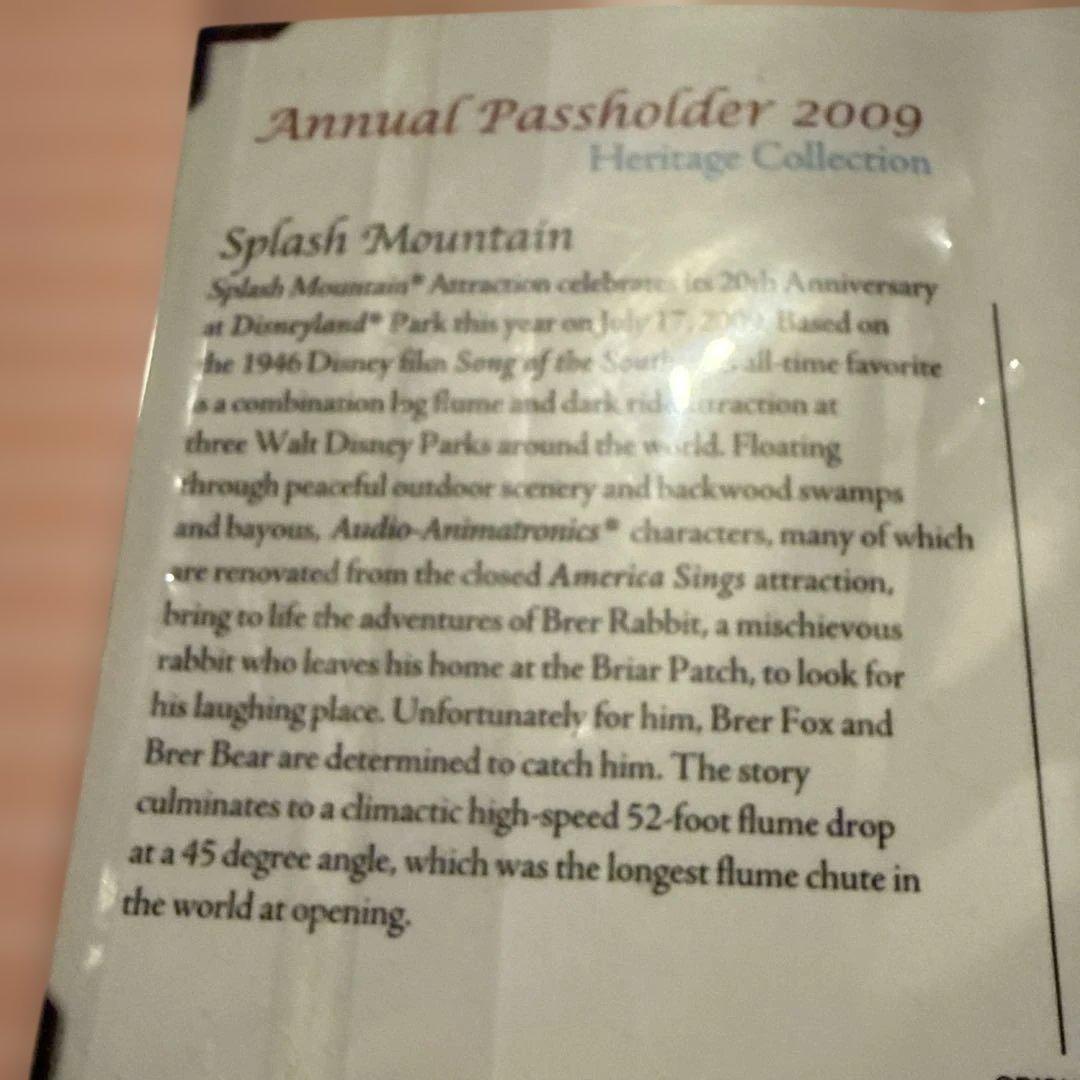 Annual Passholder 2009
Heritage Collection
Splash Mountain
Splash Mountain® Attraction celebrates its 20th Anniversary
at Disneyland® Park this year on July 17, 2009. Based on
he 1946 Disney film Song of the South, all-time favorite
is a combination log flume and dark ride attraction at
three Walt Disney Parks around the world. Floating
through peaceful outdoor scenery and backwood swamps
and bayous, Audio-Animatronics® characters, many of which
are renovated from the closed America Sings attraction,
bring to life the adventures of Brer Rabbit, a mischievous
rabbit who leaves his home at the Briar Patch, to look for
his laughing place. Unfortunately for him, Brer Fox and
Brer Bear are determined to catch him. The story
culminates to a climactic high-speed 52-foot flume drop
at a 45 degree angle, which was the longest flume chute in
the world at opening.